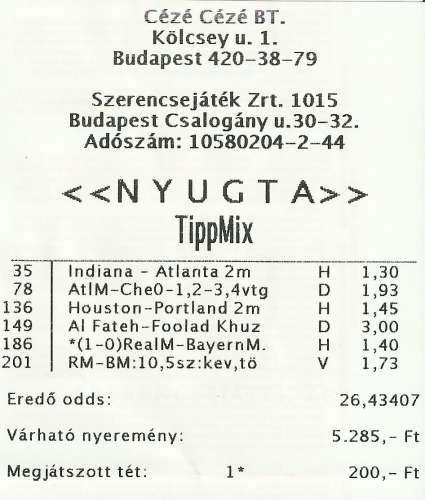 Cézé Cézé BT.
Kölcsey u. 1.
Budapest 420-38-79
Szerencsejáték Zrt. 1015
Budapest Csalogány u.30-32.
Adószám: 10580204-2-44
<<NYUGTA>>
TippMix
35 Indiana - Atlanta 2m H 1,30
78 AtlM-Che0-1,2-3,4vtg D 1,93
136 Houston-Portland 2m H 1,45
149 Al Fateh-Foolad Khuz D 3,00
186 *(1-0)RealM-BayernM. H 1,40
201 RM-BM:10,5sz:kev,tö V 1,73
Eredő odds: 26,43407
Várható nyeremény: 5.285,- Ft
Megjátszott tét: 1* 200,- Ft